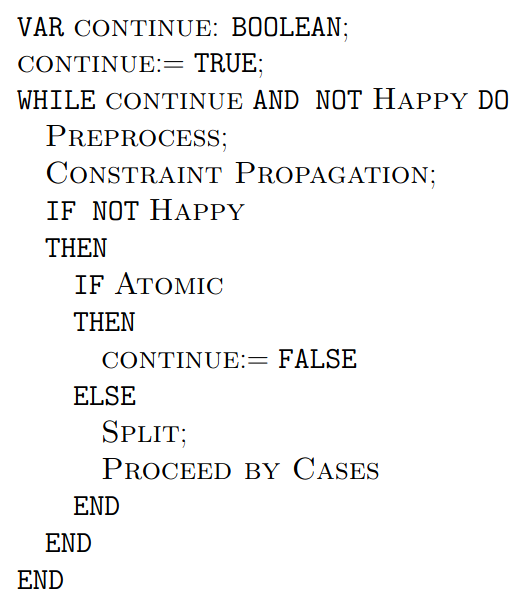 VAR CONTINUE: BOOLEAN;
CONTINUE:= TRUE;
WHILE CONTINUE AND NOT HAPPY DO
PREPROCESS;
CONSTRAINT PROPAGATION;
IF NOT HAPPY
THEN
IF ATOMIC
THEN
CONTINUE:= FALSE
ELSE
SPLIT;
PROCEED BY CASES
END
END
END